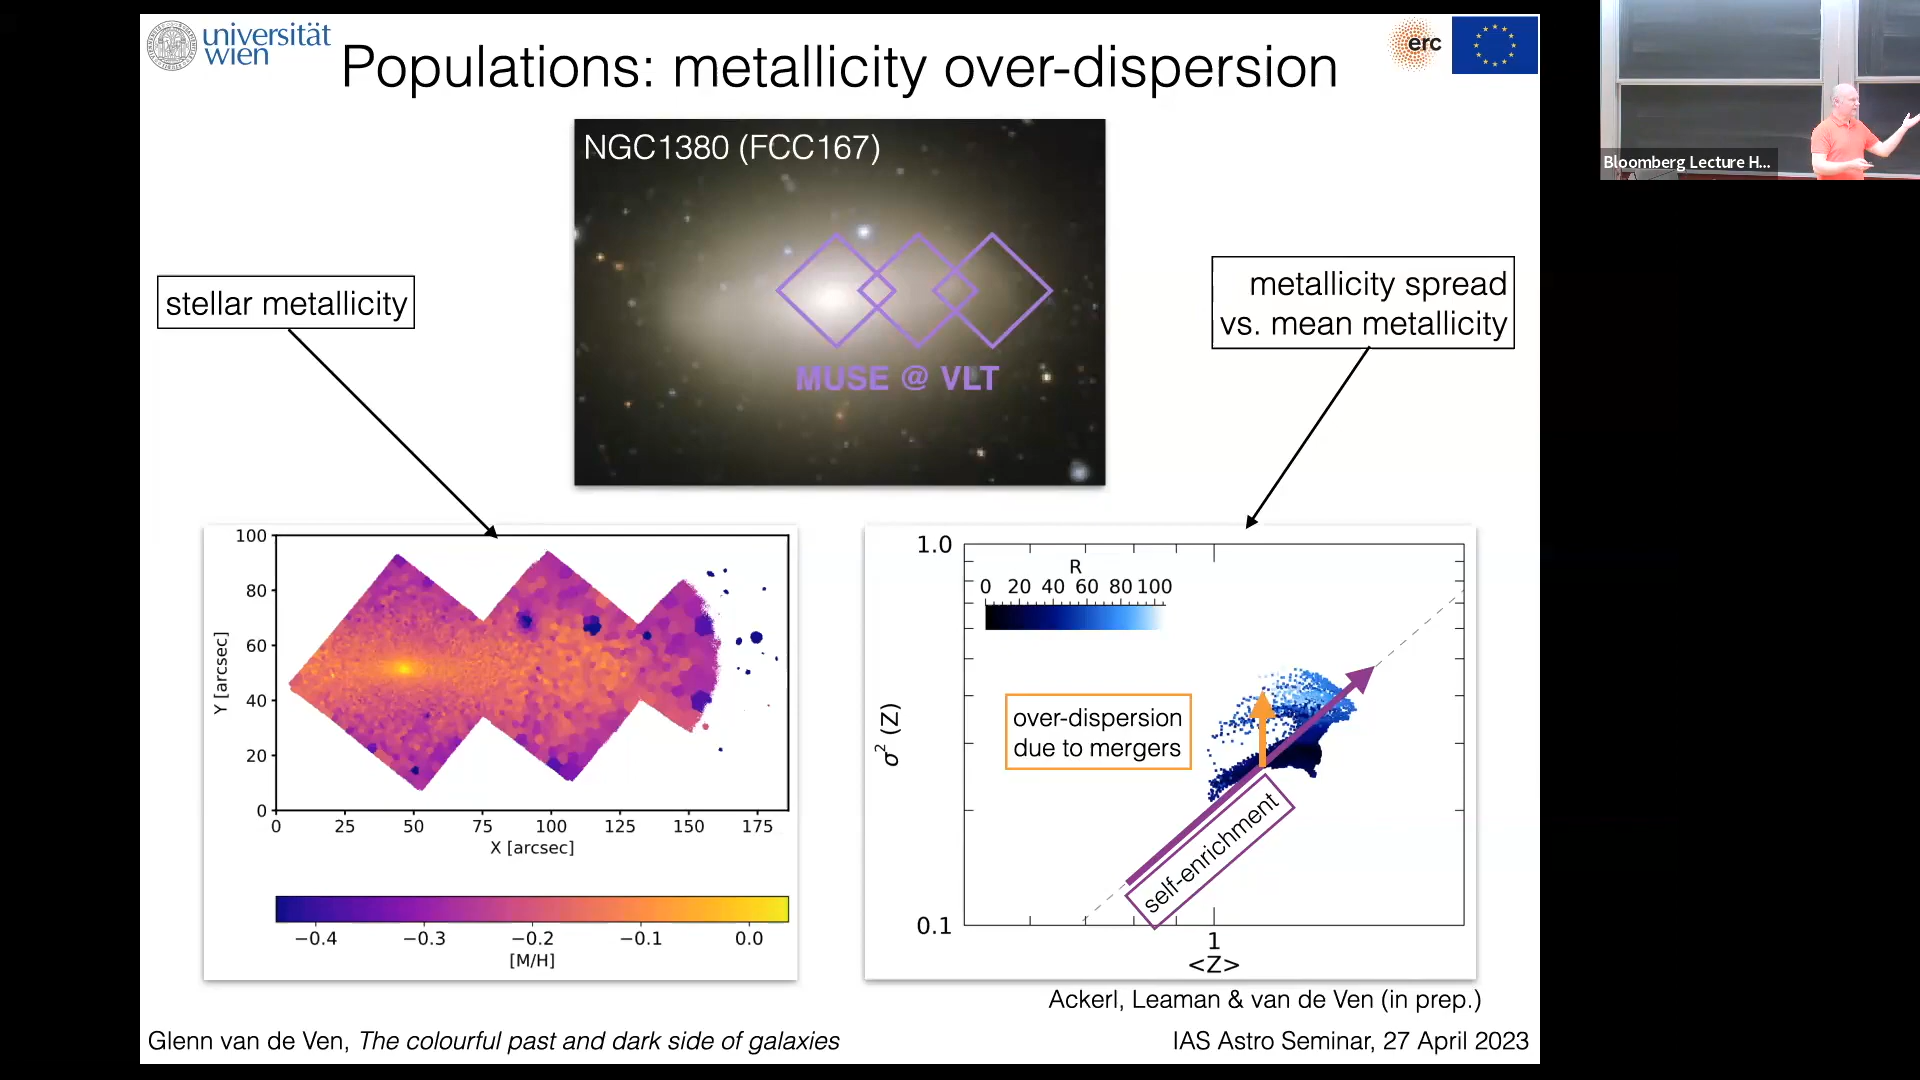 universität
wien
erc
Populations: metallicity over-dispersion
Bloomberg Lecture H...
NGC1380 (FCC167)
MUSE @ VLT
stellar metallicity
metallicity spread
vs. mean metallicity
100
80
60
40
20
0
Y [arcsec]
0 25 50 75 100 125 150 175
X [arcsec]
−0.4 −0.3 −0.2 −0.1 0.0
[M/H]
1.0
R
0 20 40 60 80 100
over-dispersion
due to mergers
σ² (Z)
self-enrichment
0.1
1
<Z>
Ackerl, Leaman & van de Ven (in prep.)
Glenn van de Ven, The colourful past and dark side of galaxies
IAS Astro Seminar, 27 April 2023